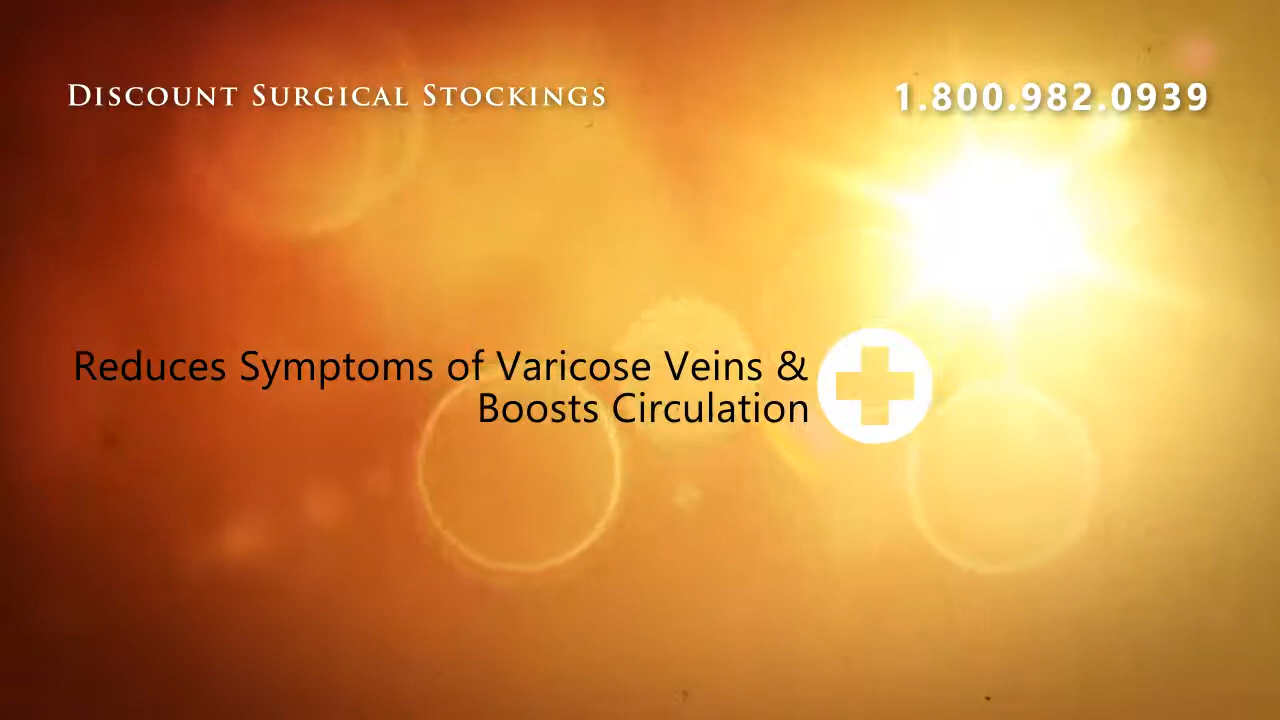 Discount Surgical Stockings
1.800.982.0939
Reduces Symptoms of Varicose Veins &
Boosts Circulation